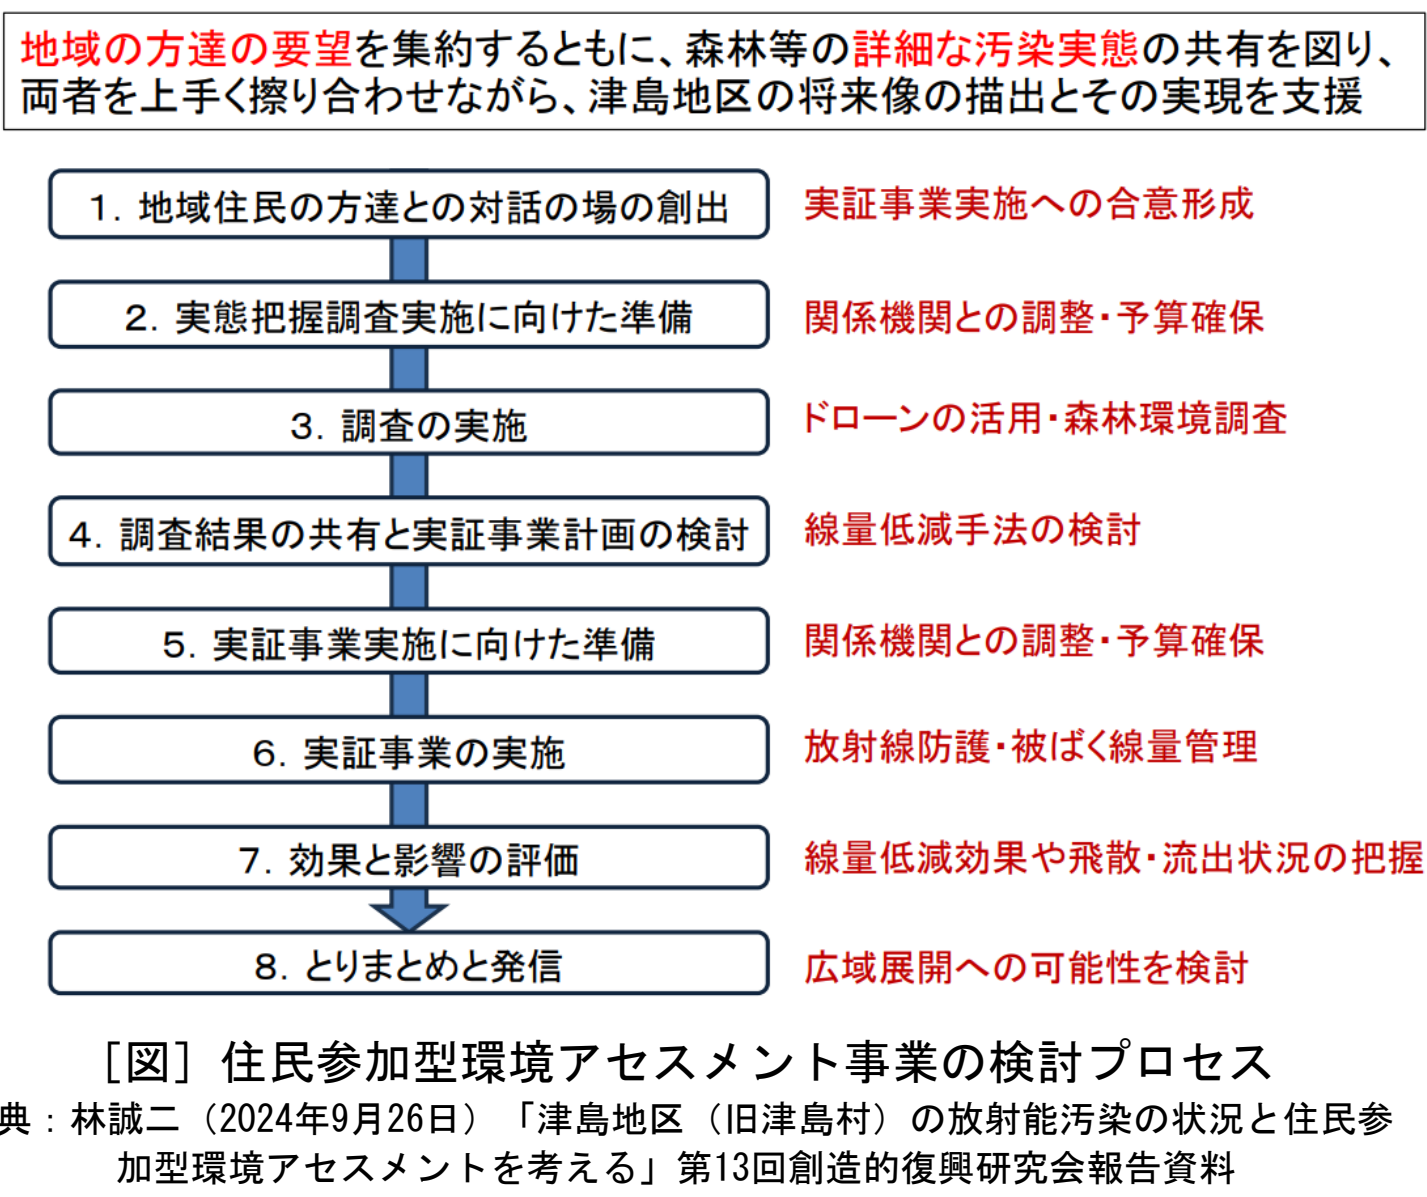 地域の方達の要望を集約するともに、森林等の詳細な汚染実態の共有を図り、
両者を上手く擦り合わせながら、津島地区の将来像の描出とその実現を支援
1. 地域住民の方達との対話の場の創出
実証事業実施への合意形成
2. 実態把握調査実施に向けた準備
関係機関との調整・予算確保
3. 調査の実施
ドローンの活用・森林環境調査
4. 調査結果の共有と実証事業計画の検討
線量低減手法の検討
5. 実証事業実施に向けた準備
関係機関との調整・予算確保
6. 実証事業の実施
放射線防護・被ばく線量管理
7. 効果と影響の評価
線量低減効果や飛散・流出状況の把握
8. とりまとめと発信
広域展開への可能性を検討
［図］住民参加型環境アセスメント事業の検討プロセス
典：林誠二（2024年9月26日）「津島地区（旧津島村）の放射能汚染の状況と住民参
加型環境アセスメントを考える」第13回創造的復興研究会報告資料